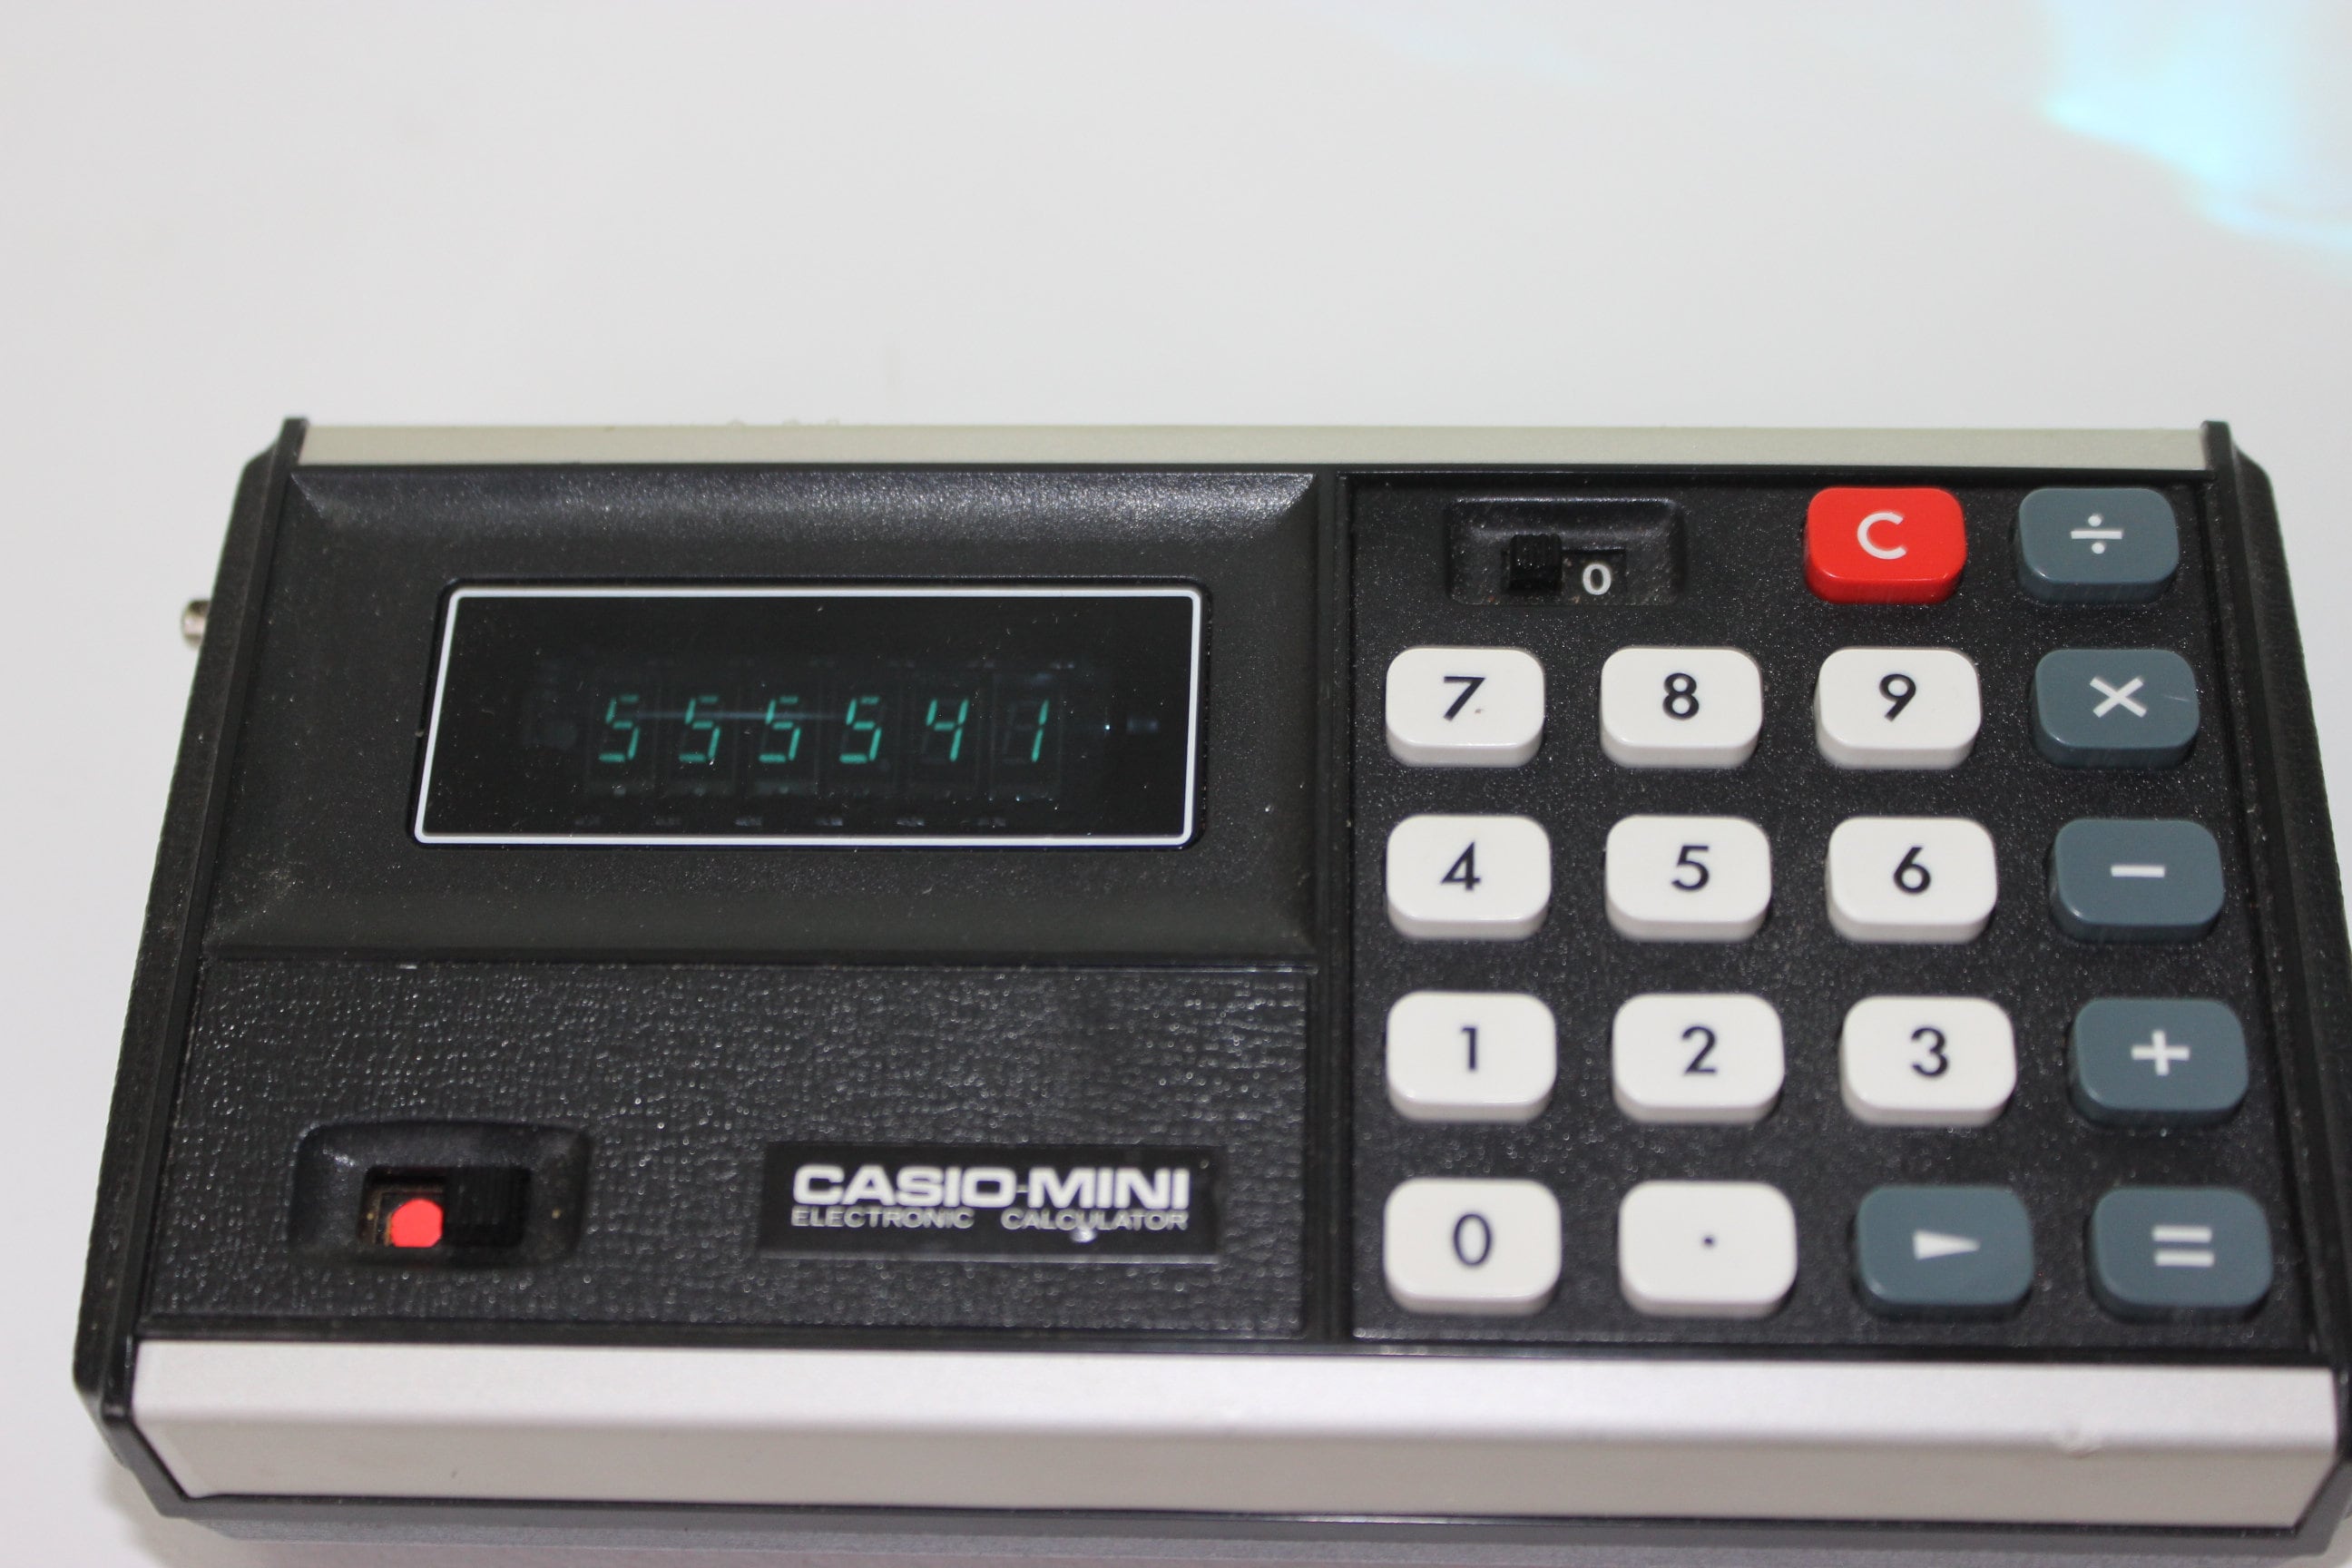 0 C ÷
555541
7 8 9 ×
4 5 6 −
1 2 3 +
CASIO-MINI
ELECTRONIC CALCULATOR
0 . ► =